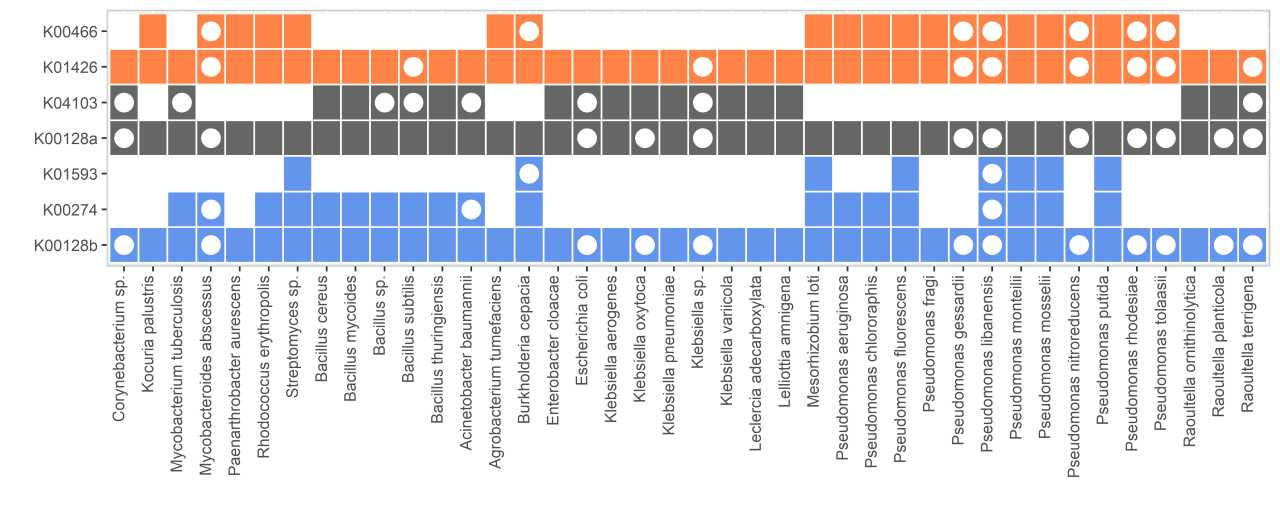 K00466
K01426
K04103
K00128a
K01593
K00274
K00128b
Corynebacterium sp.
Kocuria palustris
Mycobacterium tuberculosis
Mycobacteroides abscessus
Paenarthrobacter aurescens
Rhodococcus erythropolis
Streptomyces sp.
Bacillus cereus
Bacillus mycoides
Bacillus sp.
Bacillus subtilis
Bacillus thuringiensis
Acinetobacter baumannii
Agrobacterium tumefaciens
Burkholderia cepacia
Enterobacter cloacae
Escherichia coli
Klebsiella aerogenes
Klebsiella oxytoca
Klebsiella pneumoniae
Klebsiella sp.
Klebsiella variicola
Leclercia adecarboxylata
Lelliottia amnigena
Mesorhizobium loti
Pseudomonas aeruginosa
Pseudomonas chlororaphis
Pseudomonas fluorescens
Pseudomonas fragi
Pseudomonas gessardii
Pseudomonas libanensis
Pseudomonas monteilii
Pseudomonas mosselii
Pseudomonas nitroreducens
Pseudomonas putida
Pseudomonas rhodesiae
Pseudomonas tolaasii
Raoultella ornithinolytica
Raoultella planticola
Raoultella terrigena